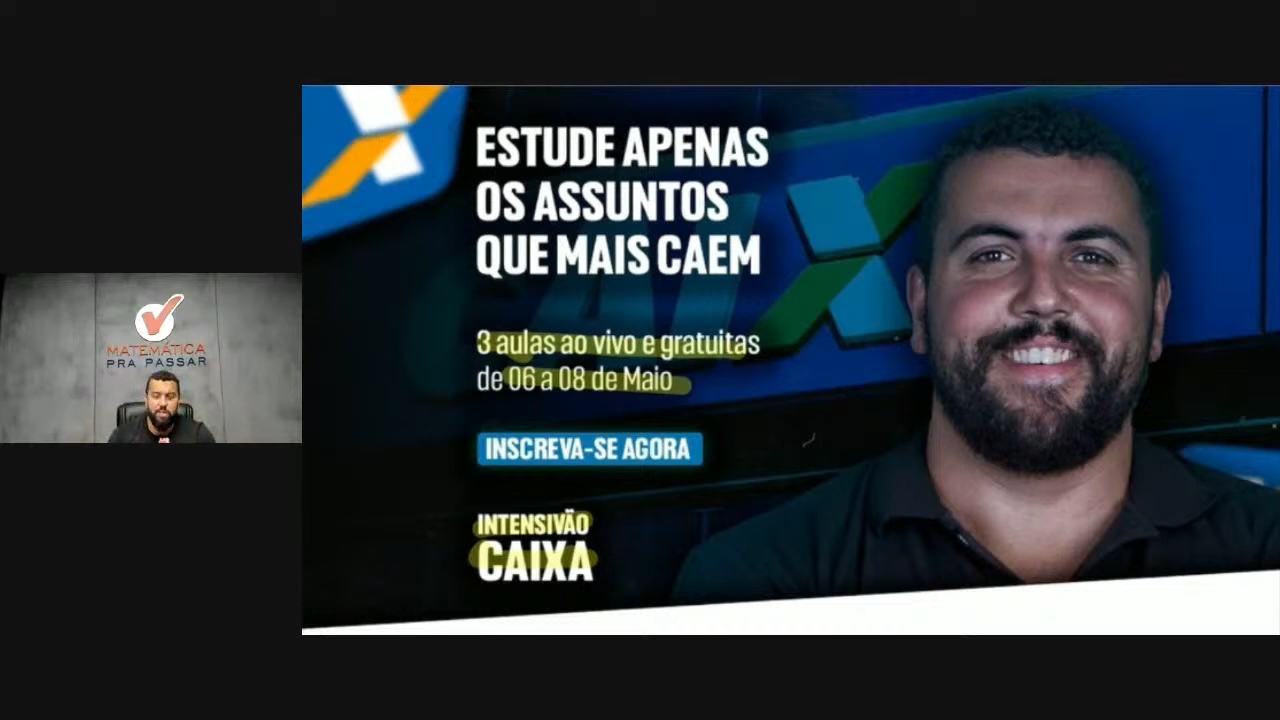 MATEMÁTICA
PRA PASSAR
ESTUDE APENAS
OS ASSUNTOS
QUE MAIS CAEM
3 aulas ao vivo e gratuitas
de 06 a 08 de Maio
INSCREVA-SE AGORA
INTENSIVÃO
CAIXA
CAIX